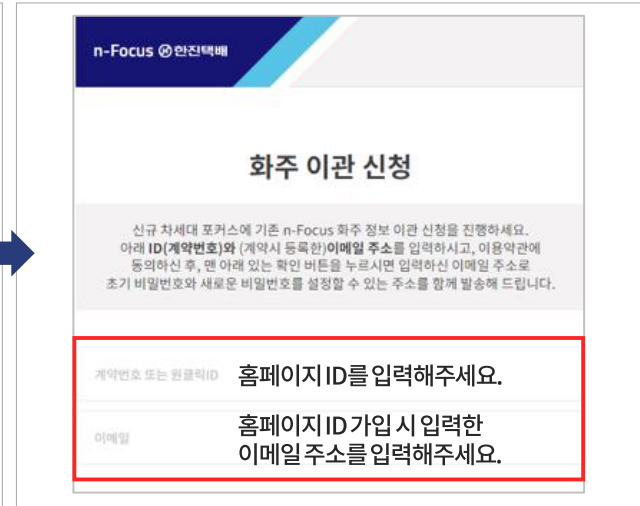 n-Focus 한진택배
화주 이관 신청
신규 차세대 포커스에 기존 n-Focus 화주 정보 이관 신청을 진행하세요.
아래 ID(계약번호)와 (계약시 등록한)이메일 주소를 입력하시고, 이용약관에
동의하신 후, 맨 아래 있는 확인 버튼을 누르시면 입력하신 이메일 주소로
초기 비밀번호와 새로운 비밀번호를 설정할 수 있는 주소를 함께 발송해 드립니다.
계약번호 또는 원클릭ID 홈페이지 ID를 입력해주세요.
이메일 홈페이지 ID 가입 시 입력한
이메일 주소를 입력해주세요.